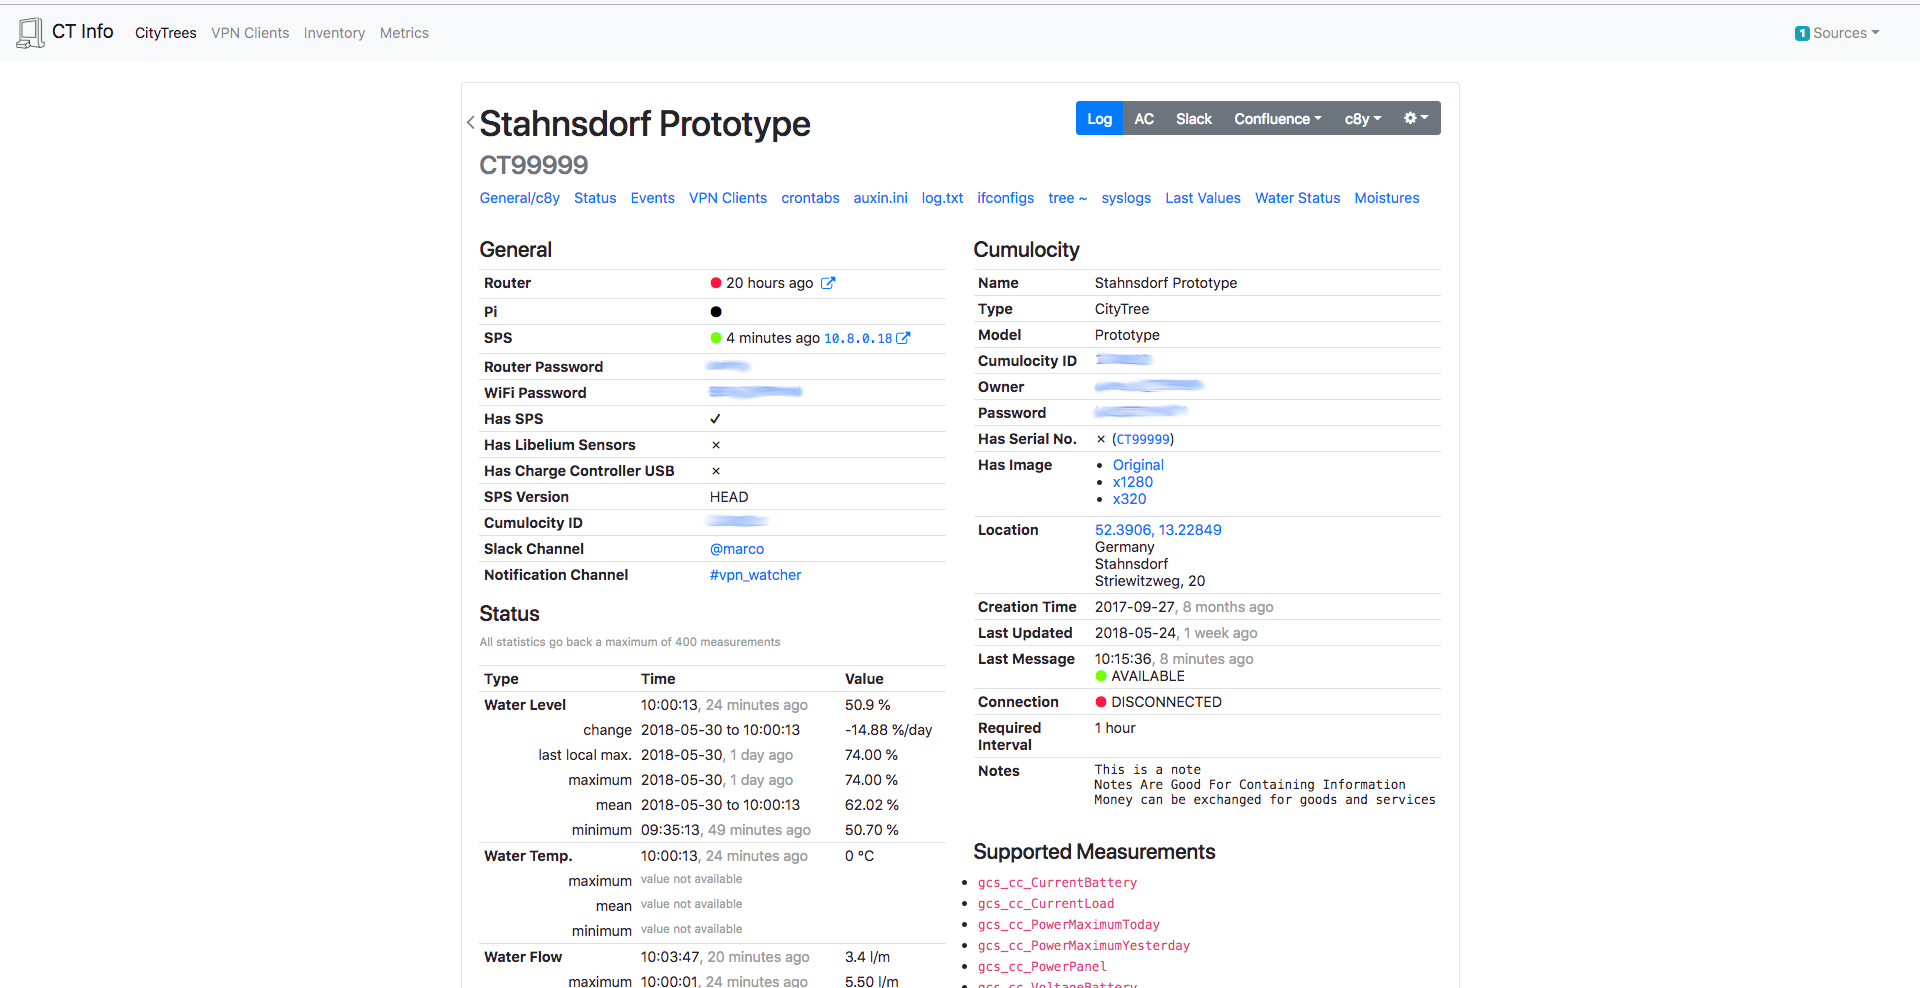 CT Info CityTrees VPN Clients Inventory Metrics 1 Sources
Stahnsdorf Prototype
Log AC Slack Confluence c8y
CT99999
General/c8y Status Events VPN Clients crontabs auxin.ini log.txt ifconfigs tree ~ syslogs Last Values Water Status Moistures
General
Router 20 hours ago
Pi
SPS 4 minutes ago 10.8.0.18
Router Password
WiFi Password
Has SPS ✓
Has Libelium Sensors ×
Has Charge Controller USB ×
SPS Version HEAD
Cumulocity ID
Slack Channel @marco
Notification Channel #vpn_watcher
Status
All statistics go back a maximum of 400 measurements
Type Time Value
Water Level 10:00:13, 24 minutes ago 50.9 %
change 2018-05-30 to 10:00:13 -14.88 %/day
last local max. 2018-05-30, 1 day ago 74.00 %
maximum 2018-05-30, 1 day ago 74.00 %
mean 2018-05-30 to 10:00:13 62.02 %
minimum 09:35:13, 49 minutes ago 50.70 %
Water Temp. 10:00:13, 24 minutes ago 0 °C
maximum value not available
mean value not available
minimum value not available
Water Flow 10:03:47, 20 minutes ago 3.4 l/m
maximum 10:00:01, 24 minutes ago 5.50 l/m
Cumulocity
Name Stahnsdorf Prototype
Type CityTree
Model Prototype
Cumulocity ID
Owner
Password
Has Serial No. × (CT99999)
Has Image • Original
• x1280
• x320
Location 52.3906, 13.22849
Germany
Stahnsdorf
Striewitzweg, 20
Creation Time 2017-09-27, 8 months ago
Last Updated 2018-05-24, 1 week ago
Last Message 10:15:36, 8 minutes ago
AVAILABLE
Connection DISCONNECTED
Required 1 hour
Interval
Notes This is a note
Notes Are Good For Containing Information
Money can be exchanged for goods and services
Supported Measurements
• gcs_cc_CurrentBattery
• gcs_cc_CurrentLoad
• gcs_cc_PowerMaximumToday
• gcs_cc_PowerMaximumYesterday
• gcs_cc_PowerPanel
• gcs_cc_VoltageBattery